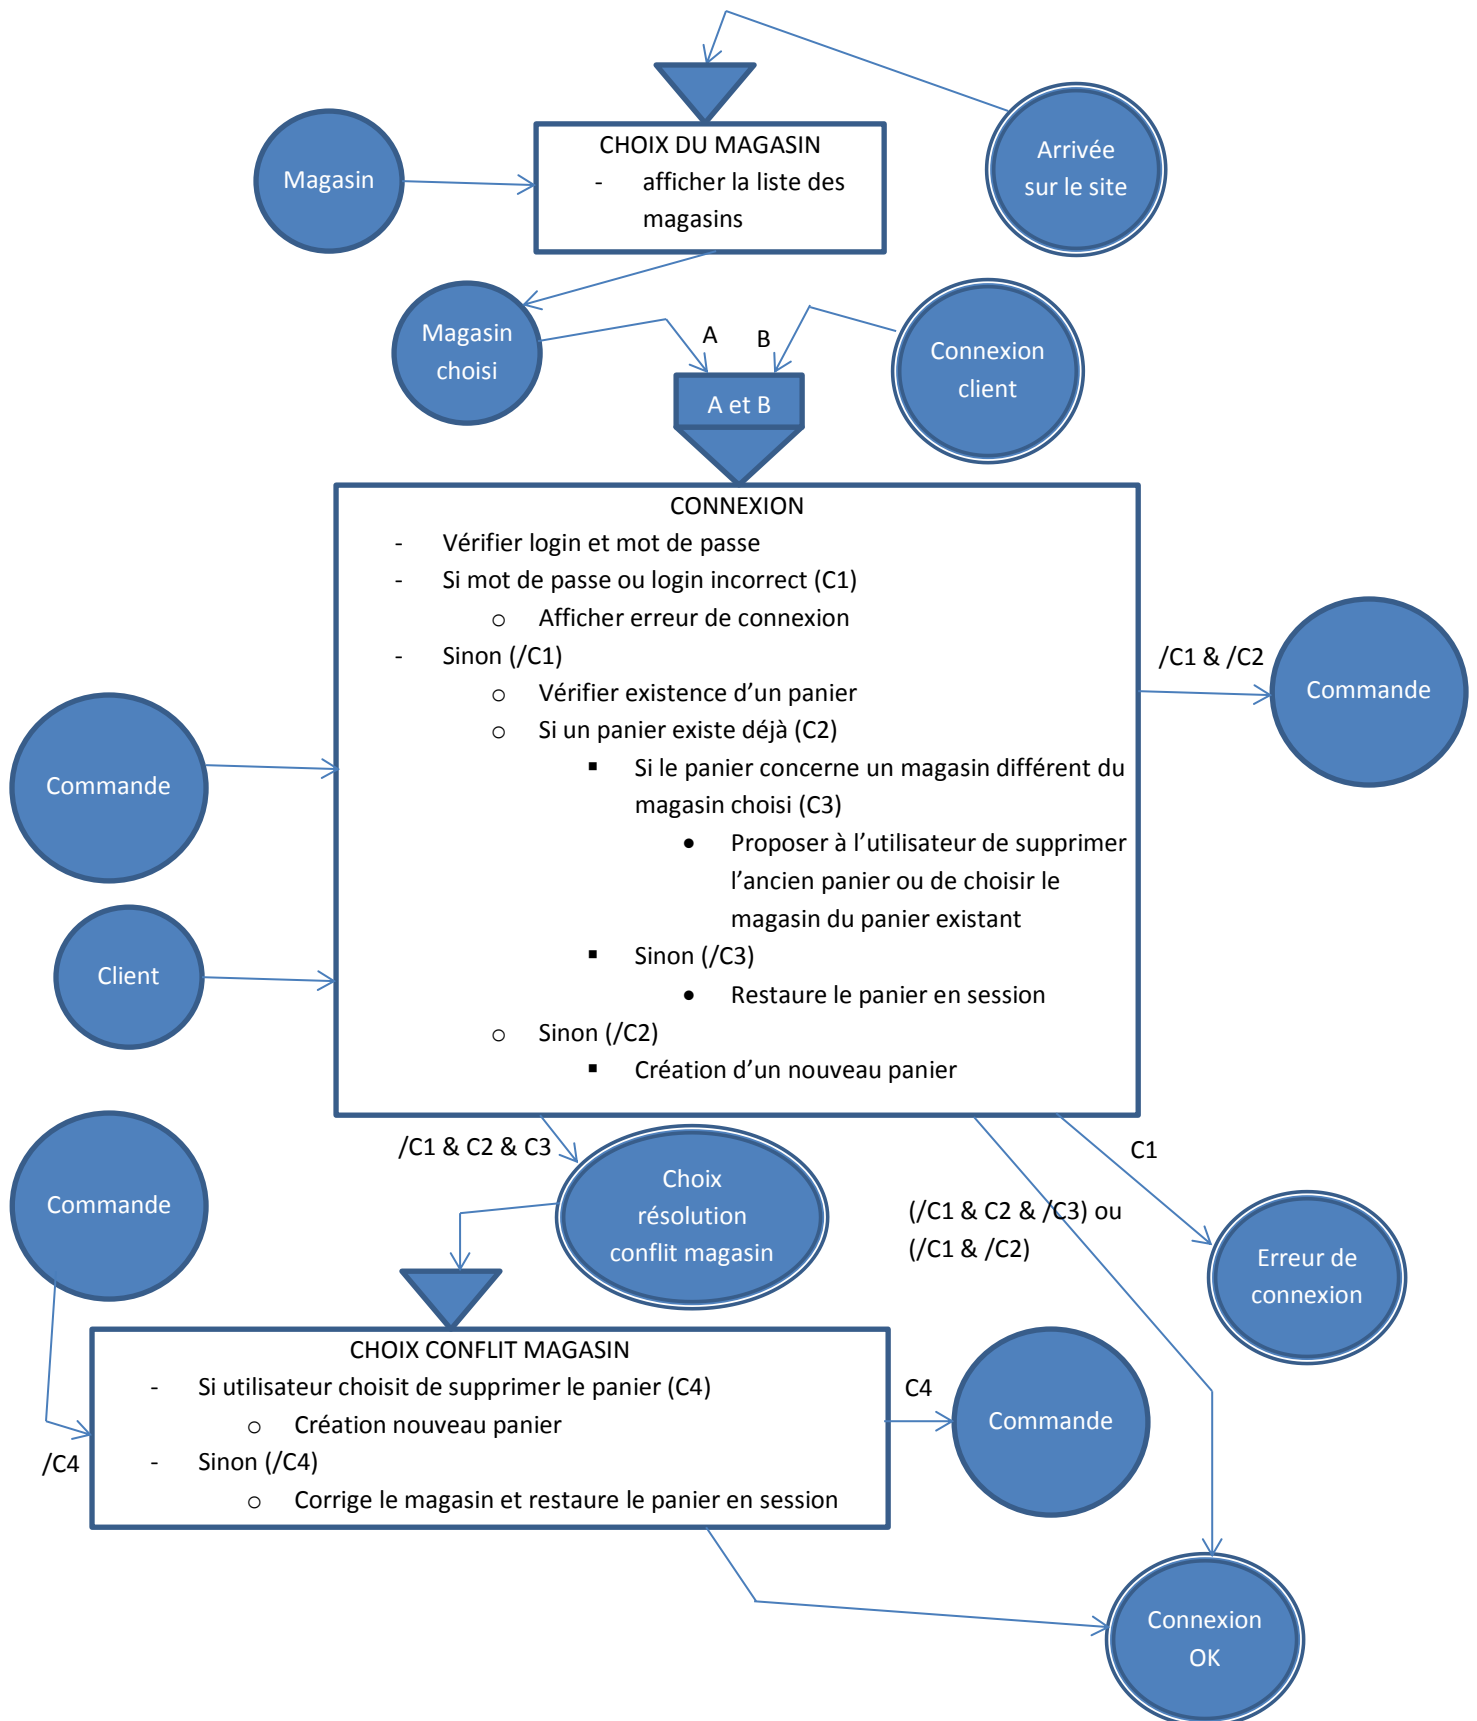 Arrivée
sur le site
CHOIX DU MAGASIN
- afficher la liste des
magasins
Magasin
Magasin
choisi
A
B
Connexion
client
A et B
CONNEXION
- Vérifier login et mot de passe
- Si mot de passe ou login incorrect (C1)
o Afficher erreur de connexion
- Sinon (/C1)
o Vérifier existence d’un panier
o Si un panier existe déjà (C2)
▪ Si le panier concerne un magasin différent du
magasin choisi (C3)
• Proposer à l’utilisateur de supprimer
l’ancien panier ou de choisir le
magasin du panier existant
▪ Sinon (/C3)
• Restaure le panier en session
o Sinon (/C2)
▪ Création d’un nouveau panier
/C1 & /C2
Commande
Commande
Client
/C1 & C2 & C3
Choix
résolution
conflit magasin
C1
(/C1 & C2 & /C3) ou
(/C1 & /C2)
Erreur de
connexion
Commande
/C4
CHOIX CONFLIT MAGASIN
- Si utilisateur choisit de supprimer le panier (C4)
o Création nouveau panier
- Sinon (/C4)
o Corrige le magasin et restaure le panier en session
C4
Commande
Connexion
OK